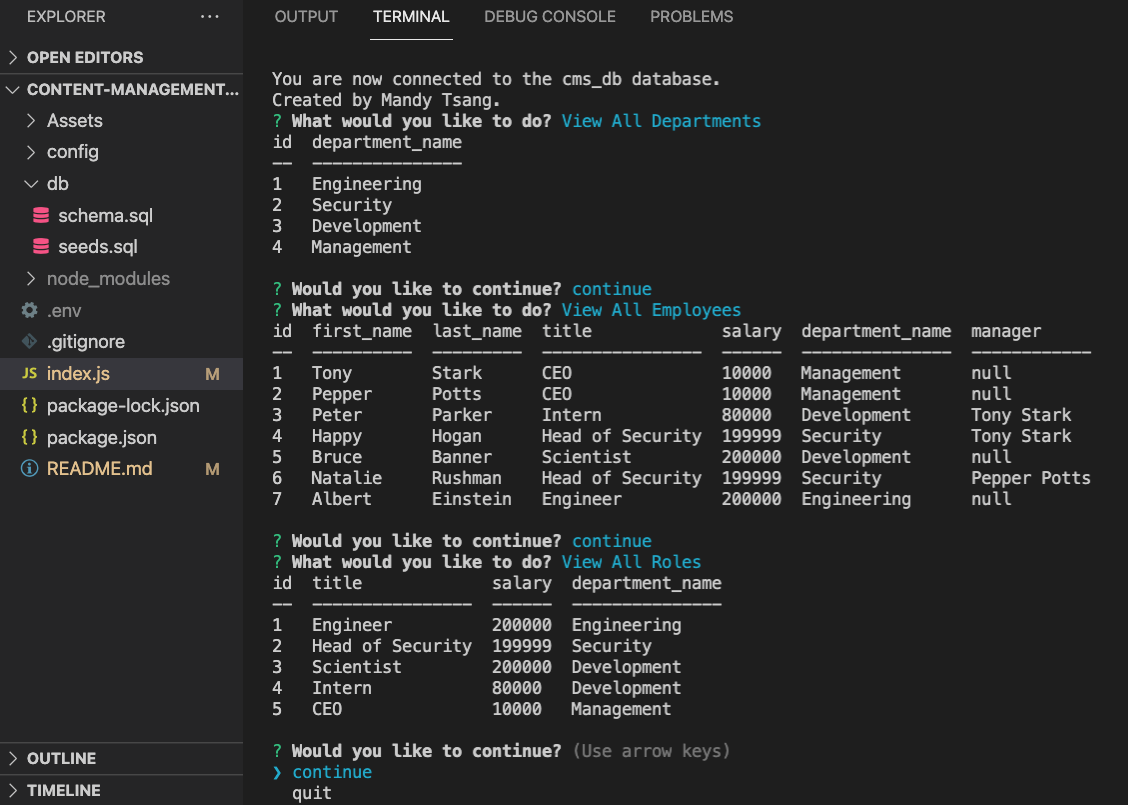 EXPLORER ...
OPEN EDITORS
CONTENT-MANAGEMENT...
Assets
config
db
schema.sql
seeds.sql
node_modules
.env
.gitignore
JS index.js M
{} package-lock.json
{} package.json
README.md M
OUTLINE
TIMELINE
OUTPUT TERMINAL DEBUG CONSOLE PROBLEMS
You are now connected to the cms_db database.
Created by Mandy Tsang.
? What would you like to do? View All Departments
id  department_name
--  ---------------
1   Engineering
2   Security
3   Development
4   Management
? Would you like to continue? continue
? What would you like to do? View All Employees
id  first_name  last_name  title             salary  department_name  manager
--  ----------  ---------  ----------------  ------  ---------------  ------------
1   Tony        Stark      CEO               10000   Management       null
2   Pepper      Potts      CEO               10000   Management       null
3   Peter       Parker     Intern            80000   Development      Tony Stark
4   Happy       Hogan      Head of Security  199999  Security         Tony Stark
5   Bruce       Banner     Scientist         200000  Development      null
6   Natalie     Rushman    Head of Security  199999  Security         Pepper Potts
7   Albert      Einstein   Engineer          200000  Engineering      null
? Would you like to continue? continue
? What would you like to do? View All Roles
id  title             salary  department_name
--  ----------------  ------  ---------------
1   Engineer          200000  Engineering
2   Head of Security  199999  Security
3   Scientist         200000  Development
4   Intern            80000   Development
5   CEO               10000   Management
? Would you like to continue? (Use arrow keys)
❯ continue
quit